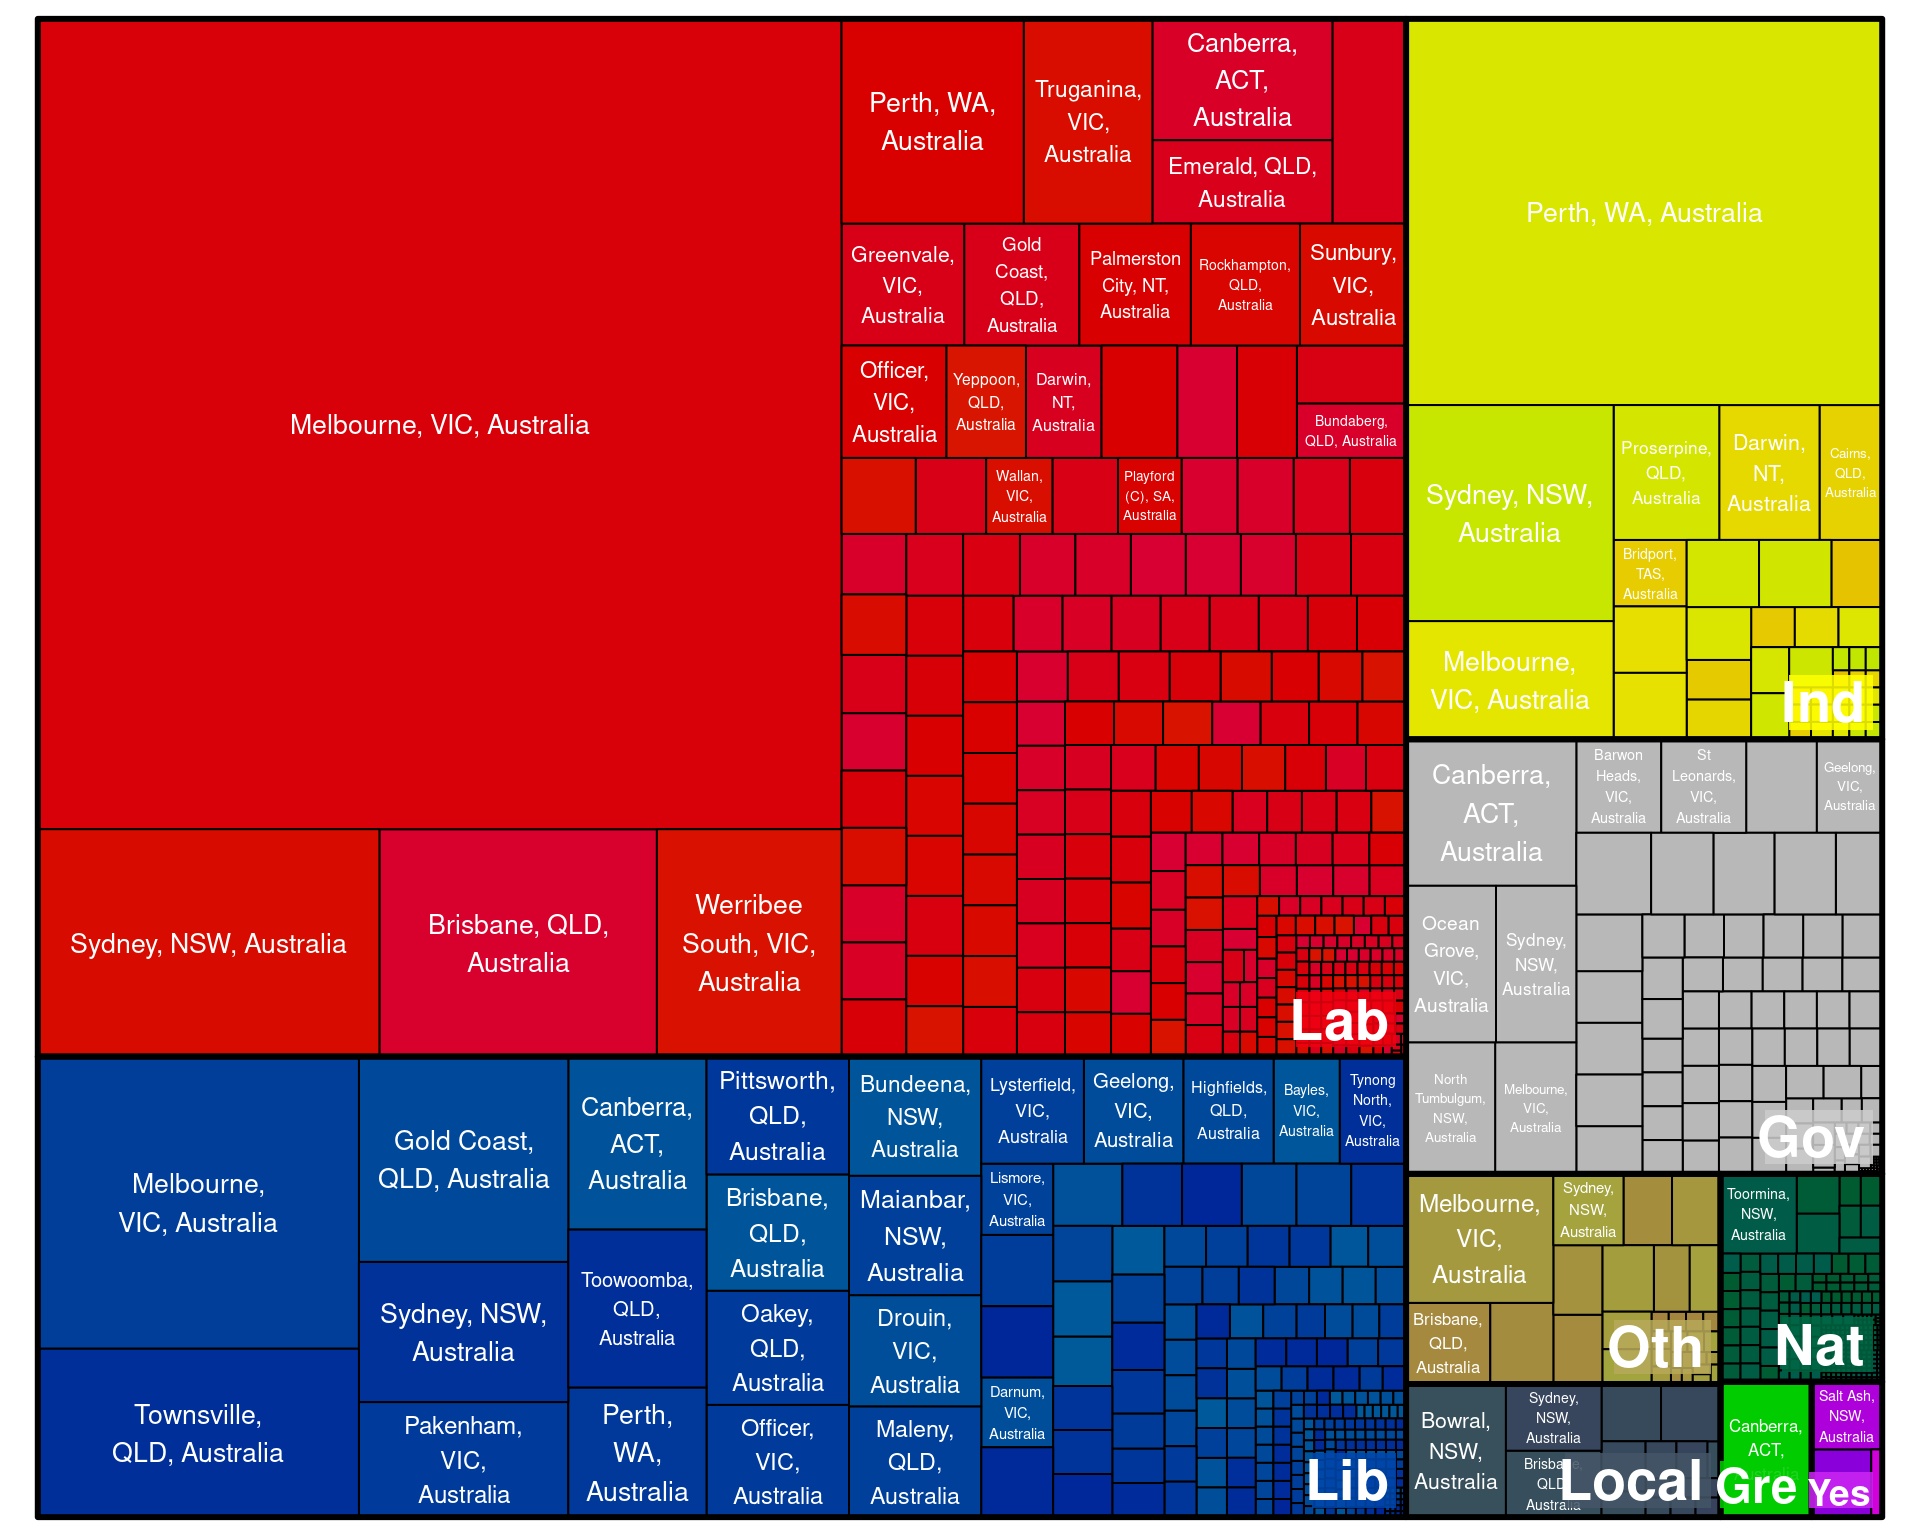 Melbourne, VIC, Australia
Sydney, NSW, Australia
Brisbane, QLD,
Australia
Werribee
South, VIC,
Australia
Perth, WA,
Australia
Truganina,
VIC,
Australia
Canberra,
ACT,
Australia
Emerald, QLD,
Australia
Greenvale,
VIC,
Australia
Gold
Coast,
QLD,
Australia
Palmerston
City, NT,
Australia
Rockhampton,
QLD,
Australia
Sunbury,
VIC,
Australia
Officer,
VIC,
Australia
Yeppoon,
QLD,
Australia
Darwin,
NT,
Australia
Bundaberg,
QLD, Australia
Wallan,
VIC,
Australia
Playford
(C), SA,
Australia
Lab
Melbourne,
VIC, Australia
Townsville,
QLD, Australia
Gold Coast,
QLD, Australia
Sydney, NSW,
Australia
Pakenham,
VIC,
Australia
Canberra,
ACT,
Australia
Toowoomba,
QLD,
Australia
Perth,
WA,
Australia
Pittsworth,
QLD,
Australia
Brisbane,
QLD,
Australia
Oakey,
QLD,
Australia
Officer,
VIC,
Australia
Bundeena,
NSW,
Australia
Maianbar,
NSW,
Australia
Drouin,
VIC,
Australia
Maleny,
QLD,
Australia
Lysterfield,
VIC,
Australia
Geelong,
VIC,
Australia
Highfields,
QLD,
Australia
Bayles,
VIC,
Australia
Tynong
North,
VIC,
Australia
Lismore,
VIC,
Australia
Darnum,
VIC,
Australia
Lib
Perth, WA, Australia
Sydney, NSW,
Australia
Melbourne,
VIC, Australia
Proserpine,
QLD,
Australia
Darwin,
NT,
Australia
Cairns,
QLD,
Australia
Bridport,
TAS,
Australia
Ind
Canberra,
ACT,
Australia
Barwon
Heads,
VIC,
Australia
St
Leonards,
VIC,
Australia
Geelong,
VIC,
Australia
Ocean
Grove,
VIC,
Australia
Sydney,
NSW,
Australia
North
Tumbulgum,
NSW,
Australia
Melbourne,
VIC,
Australia
Gov
Melbourne,
VIC,
Australia
Sydney,
NSW,
Australia
Brisbane,
QLD,
Australia
Oth
Toormina,
NSW,
Australia
Nat
Bowral,
NSW,
Australia
Sydney,
NSW,
Australia
Brisbane,
QLD,
Australia
Local
Canberra,
ACT,
Australia
Gre
Salt Ash,
NSW,
Australia
Yes